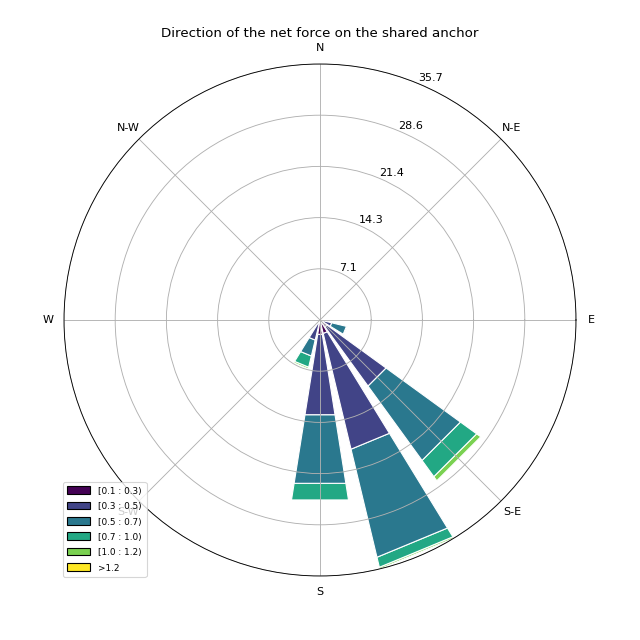 Direction of the net force on the shared anchor
N
35.7
N-W
28.6
N-E
21.4
14.3
7.1
W
E
[0.1 : 0.3)
[0.3 : 0.5)
S-W
S-E
[0.5 : 0.7)
[0.7 : 1.0)
[1.0 : 1.2)
>1.2
S